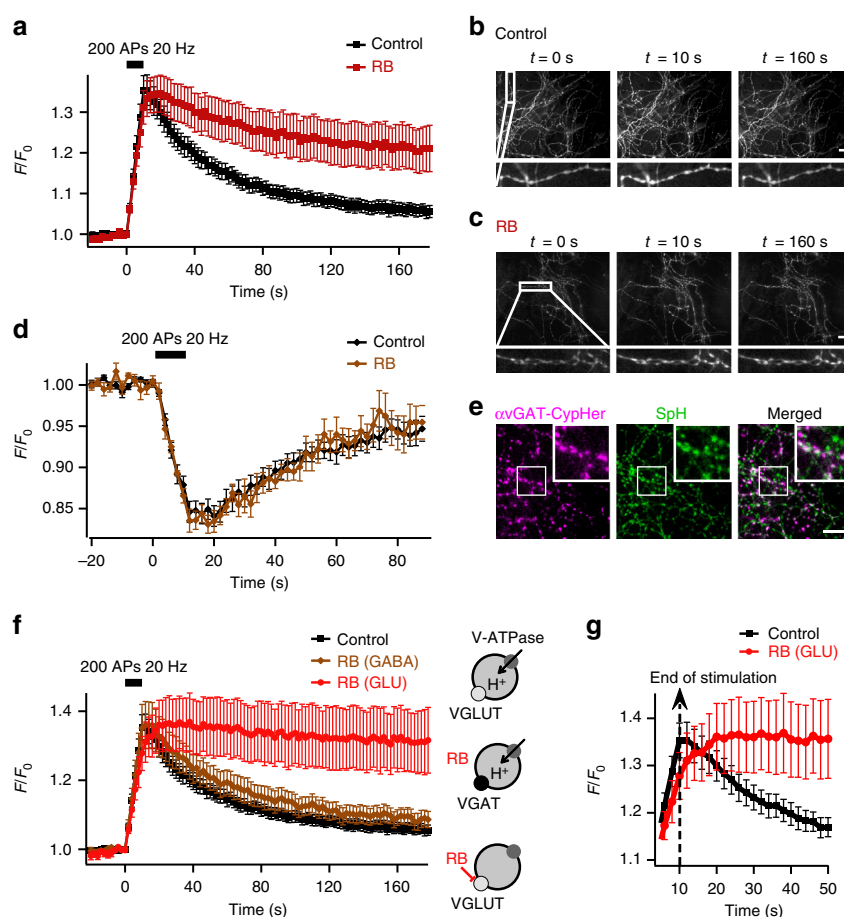 a
200 APs 20 Hz
Control
RB
1.3
1.2
1.1
1.0
F/F0
0 40 80 120 160
Time (s)
b Control
t = 0 s t = 10 s t = 160 s
c RB
t = 0 s t = 10 s t = 160 s
d
200 APs 20 Hz
Control
RB
1.00
0.95
0.90
0.85
F/F0
−20 0 20 40 60 80
Time (s)
e
αvGAT-CypHer SpH Merged
f
200 APs 20 Hz
Control
RB (GABA)
RB (GLU)
1.4
1.2
1.0
F/F0
0 40 80 120 160
Time (s)
V-ATPase
H+
VGLUT
RB
H+
VGAT
RB
VGLUT
g
Control
RB (GLU)
End of stimulation
1.4
1.3
1.2
1.1
F/F0
10 20 30 40 50
Time (s)